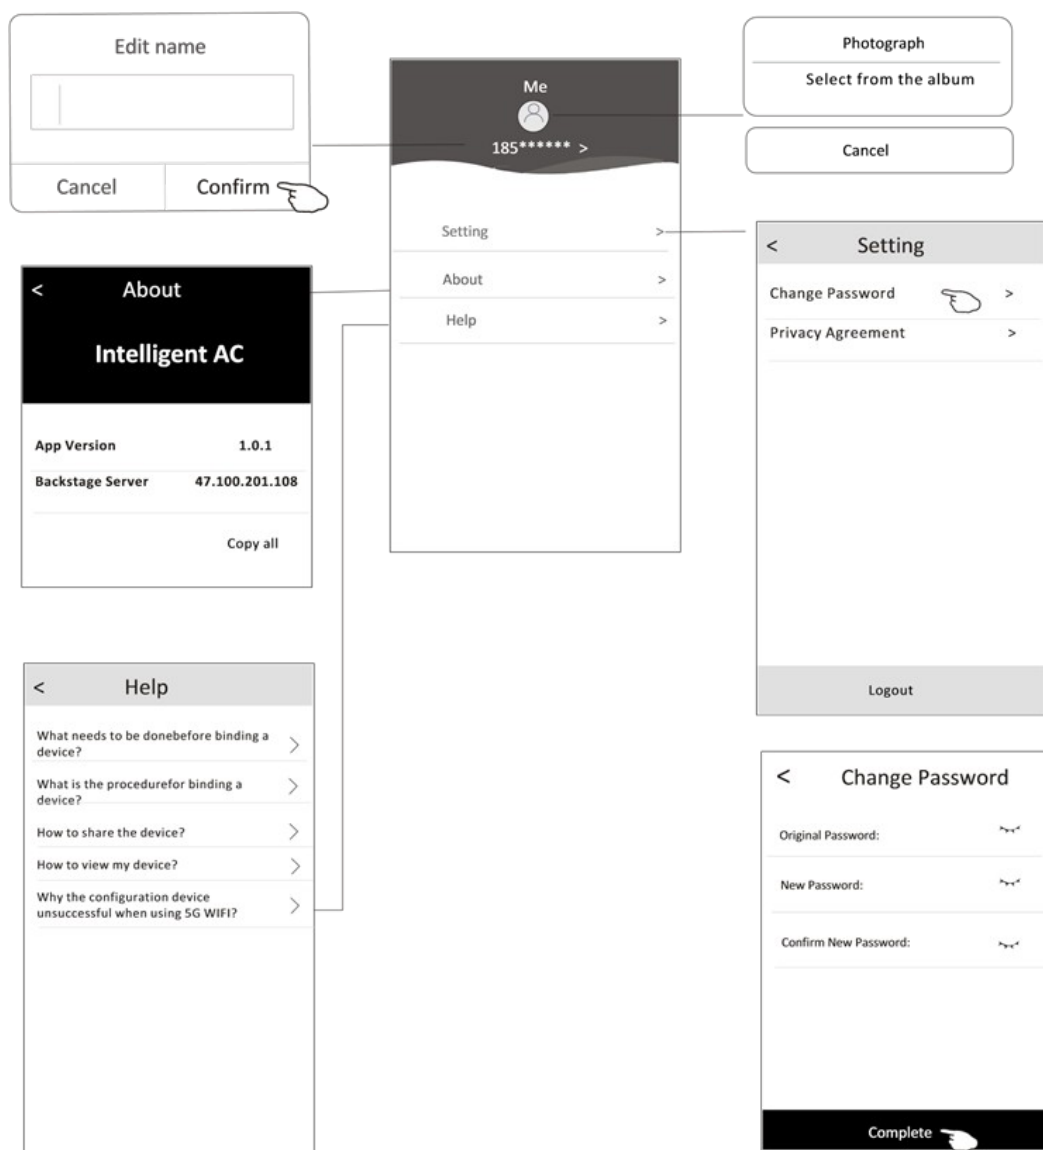 Edit name
Cancel Confirm
Me
185****** >
Setting >
About >
Help >
Photograph
Select from the album
Cancel
< About
Intelligent AC
App Version 1.0.1
Backstage Server 47.100.201.108
Copy all
< Setting
Change Password >
Privacy Agreement >
Logout
< Help
What needs to be donebefore binding a
device?
What is the procedurefor binding a
device?
How to share the device?
How to view my device?
Why the configuration device
unsuccessful when using 5G WIFI?
< Change Password
Original Password:
New Password:
Confirm New Password:
Complete